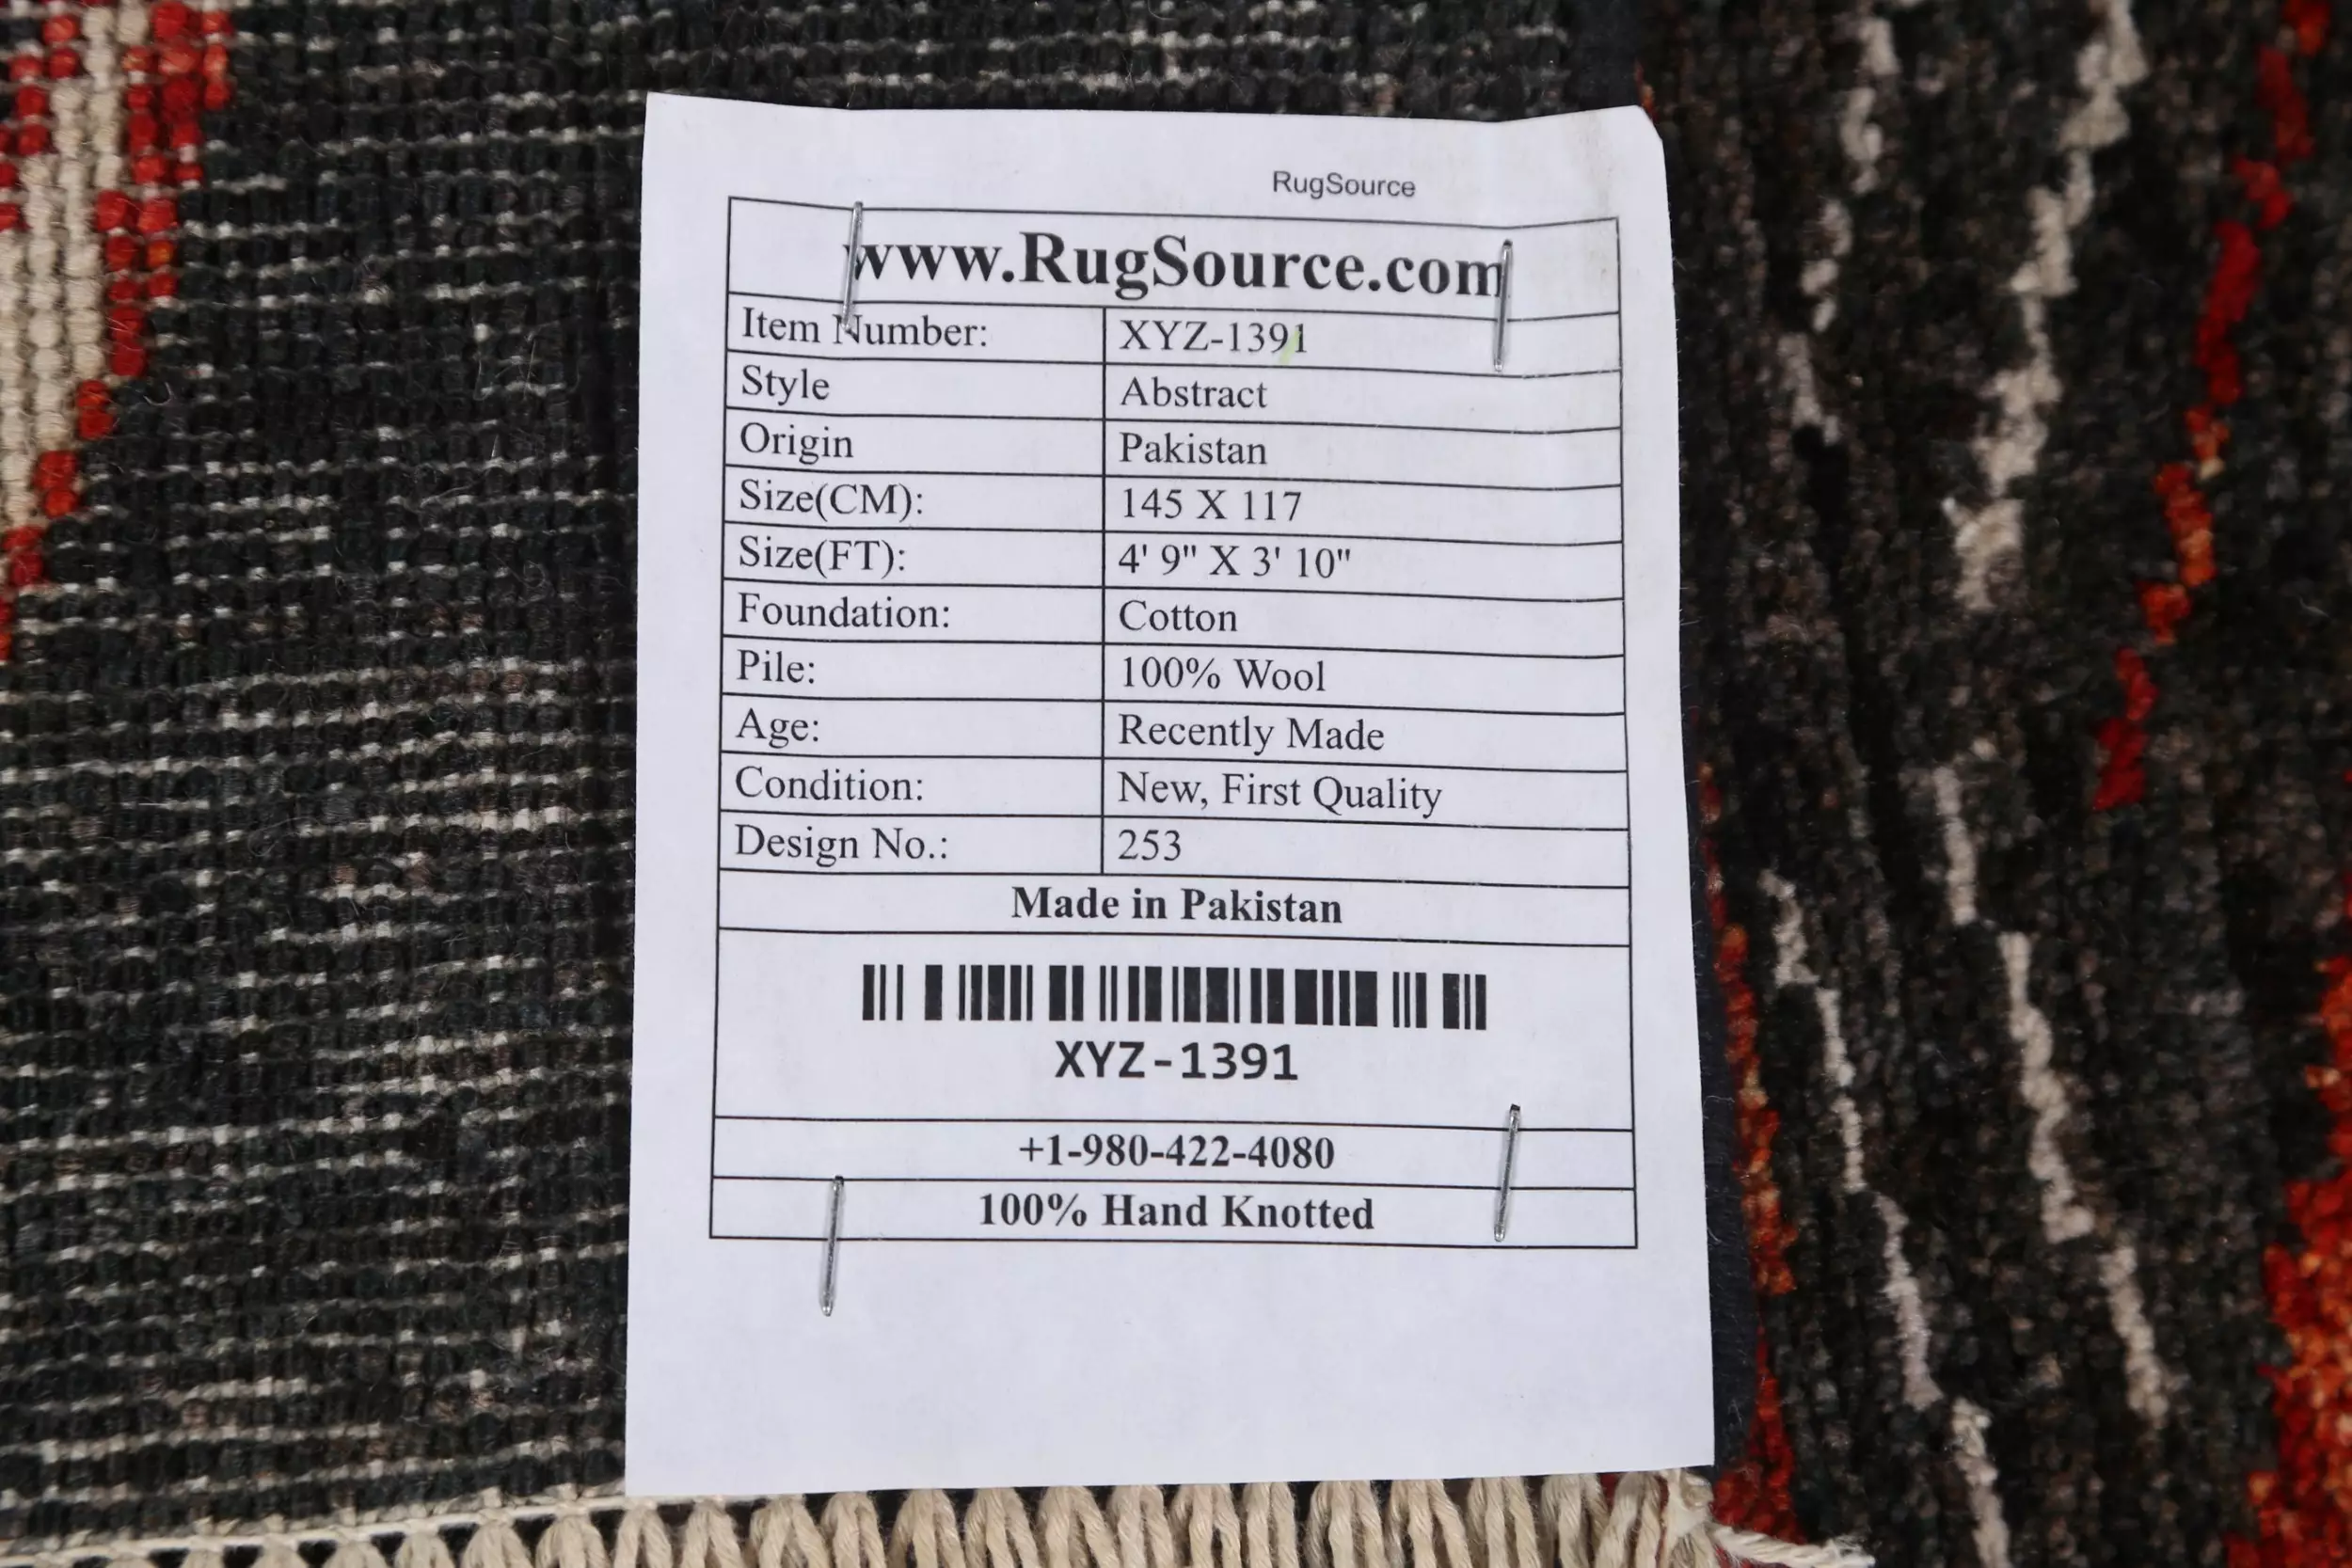 RugSource
www.RugSource.com
Item Number: XYZ-1391
Style Abstract
Origin Pakistan
Size(CM): 145 X 117
Size(FT): 4' 9" X 3' 10"
Foundation: Cotton
Pile: 100% Wool
Age: Recently Made
Condition: New, First Quality
Design No.: 253
Made in Pakistan
XYZ-1391
+1-980-422-4080
100% Hand Knotted